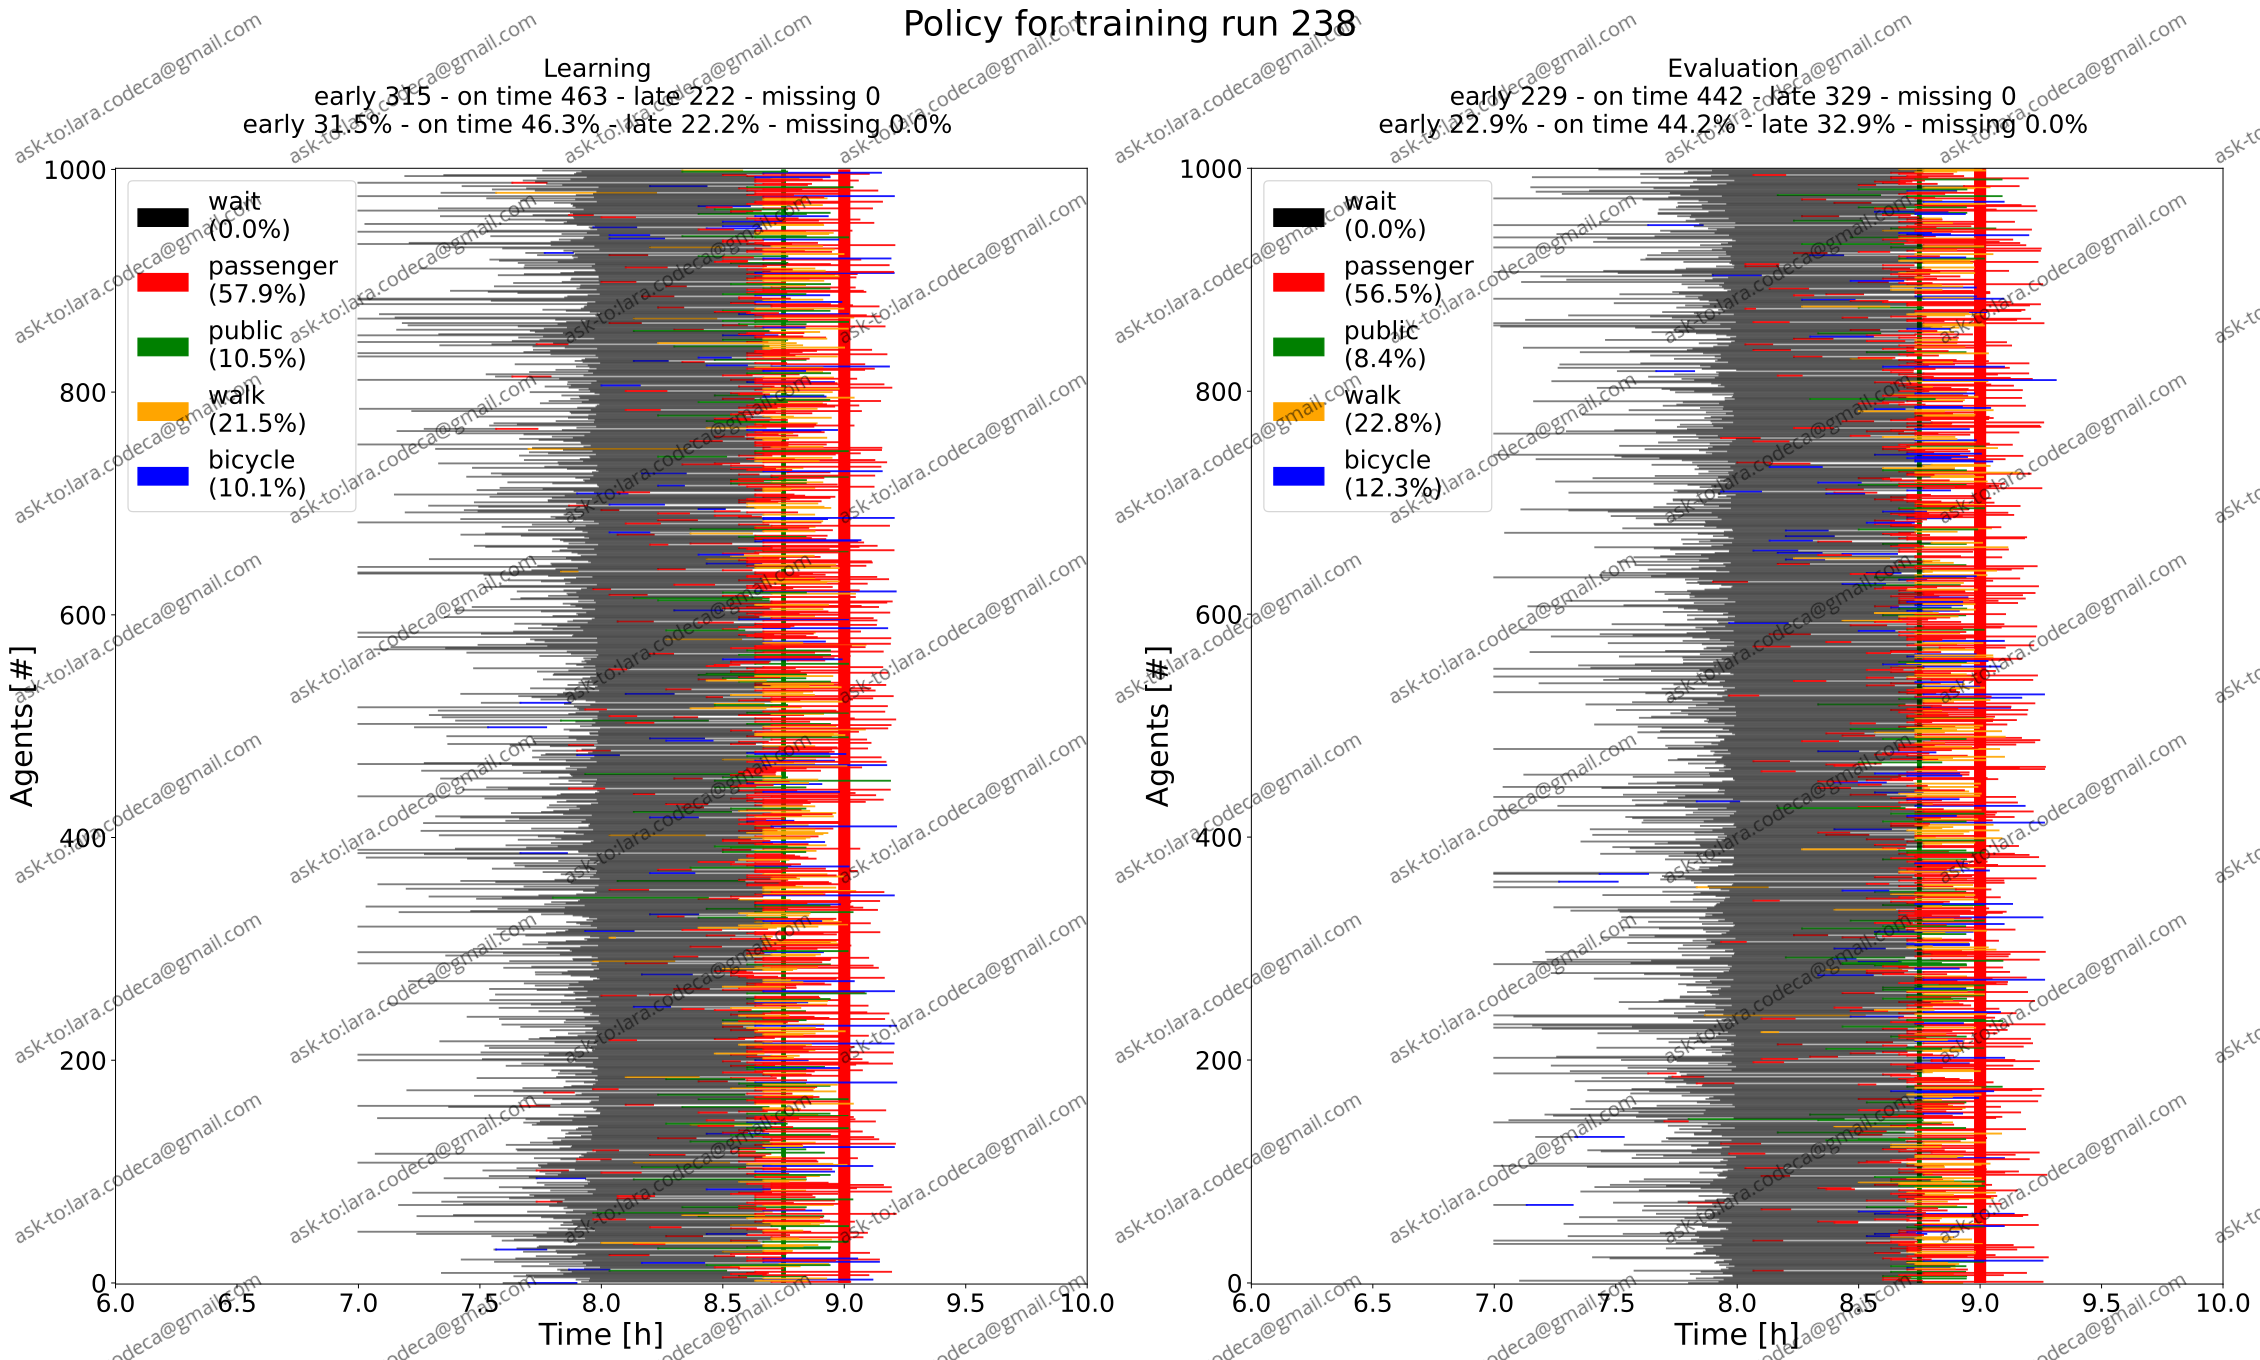 Policy for training run 238
Learning
early 315 - on time 463 - late 222 - missing 0
early 31.5% - on time 46.3% - late 22.2% - missing 0.0%
Agents [#]
1000
800
600
400
200
0
wait
(0.0%)
passenger
(57.9%)
public
(10.5%)
walk
(21.5%)
bicycle
(10.1%)
6.0 6.5 7.0 7.5 8.0 8.5 9.0 9.5 10.0
Time [h]
Evaluation
early 229 - on time 442 - late 329 - missing 0
early 22.9% - on time 44.2% - late 32.9% - missing 0.0%
Agents [#]
1000
800
600
400
200
0
wait
(0.0%)
passenger
(56.5%)
public
(8.4%)
walk
(22.8%)
bicycle
(12.3%)
6.0 6.5 7.0 7.5 8.0 8.5 9.0 9.5 10.0
Time [h]
ask-to:lara.codeca@gmail.com